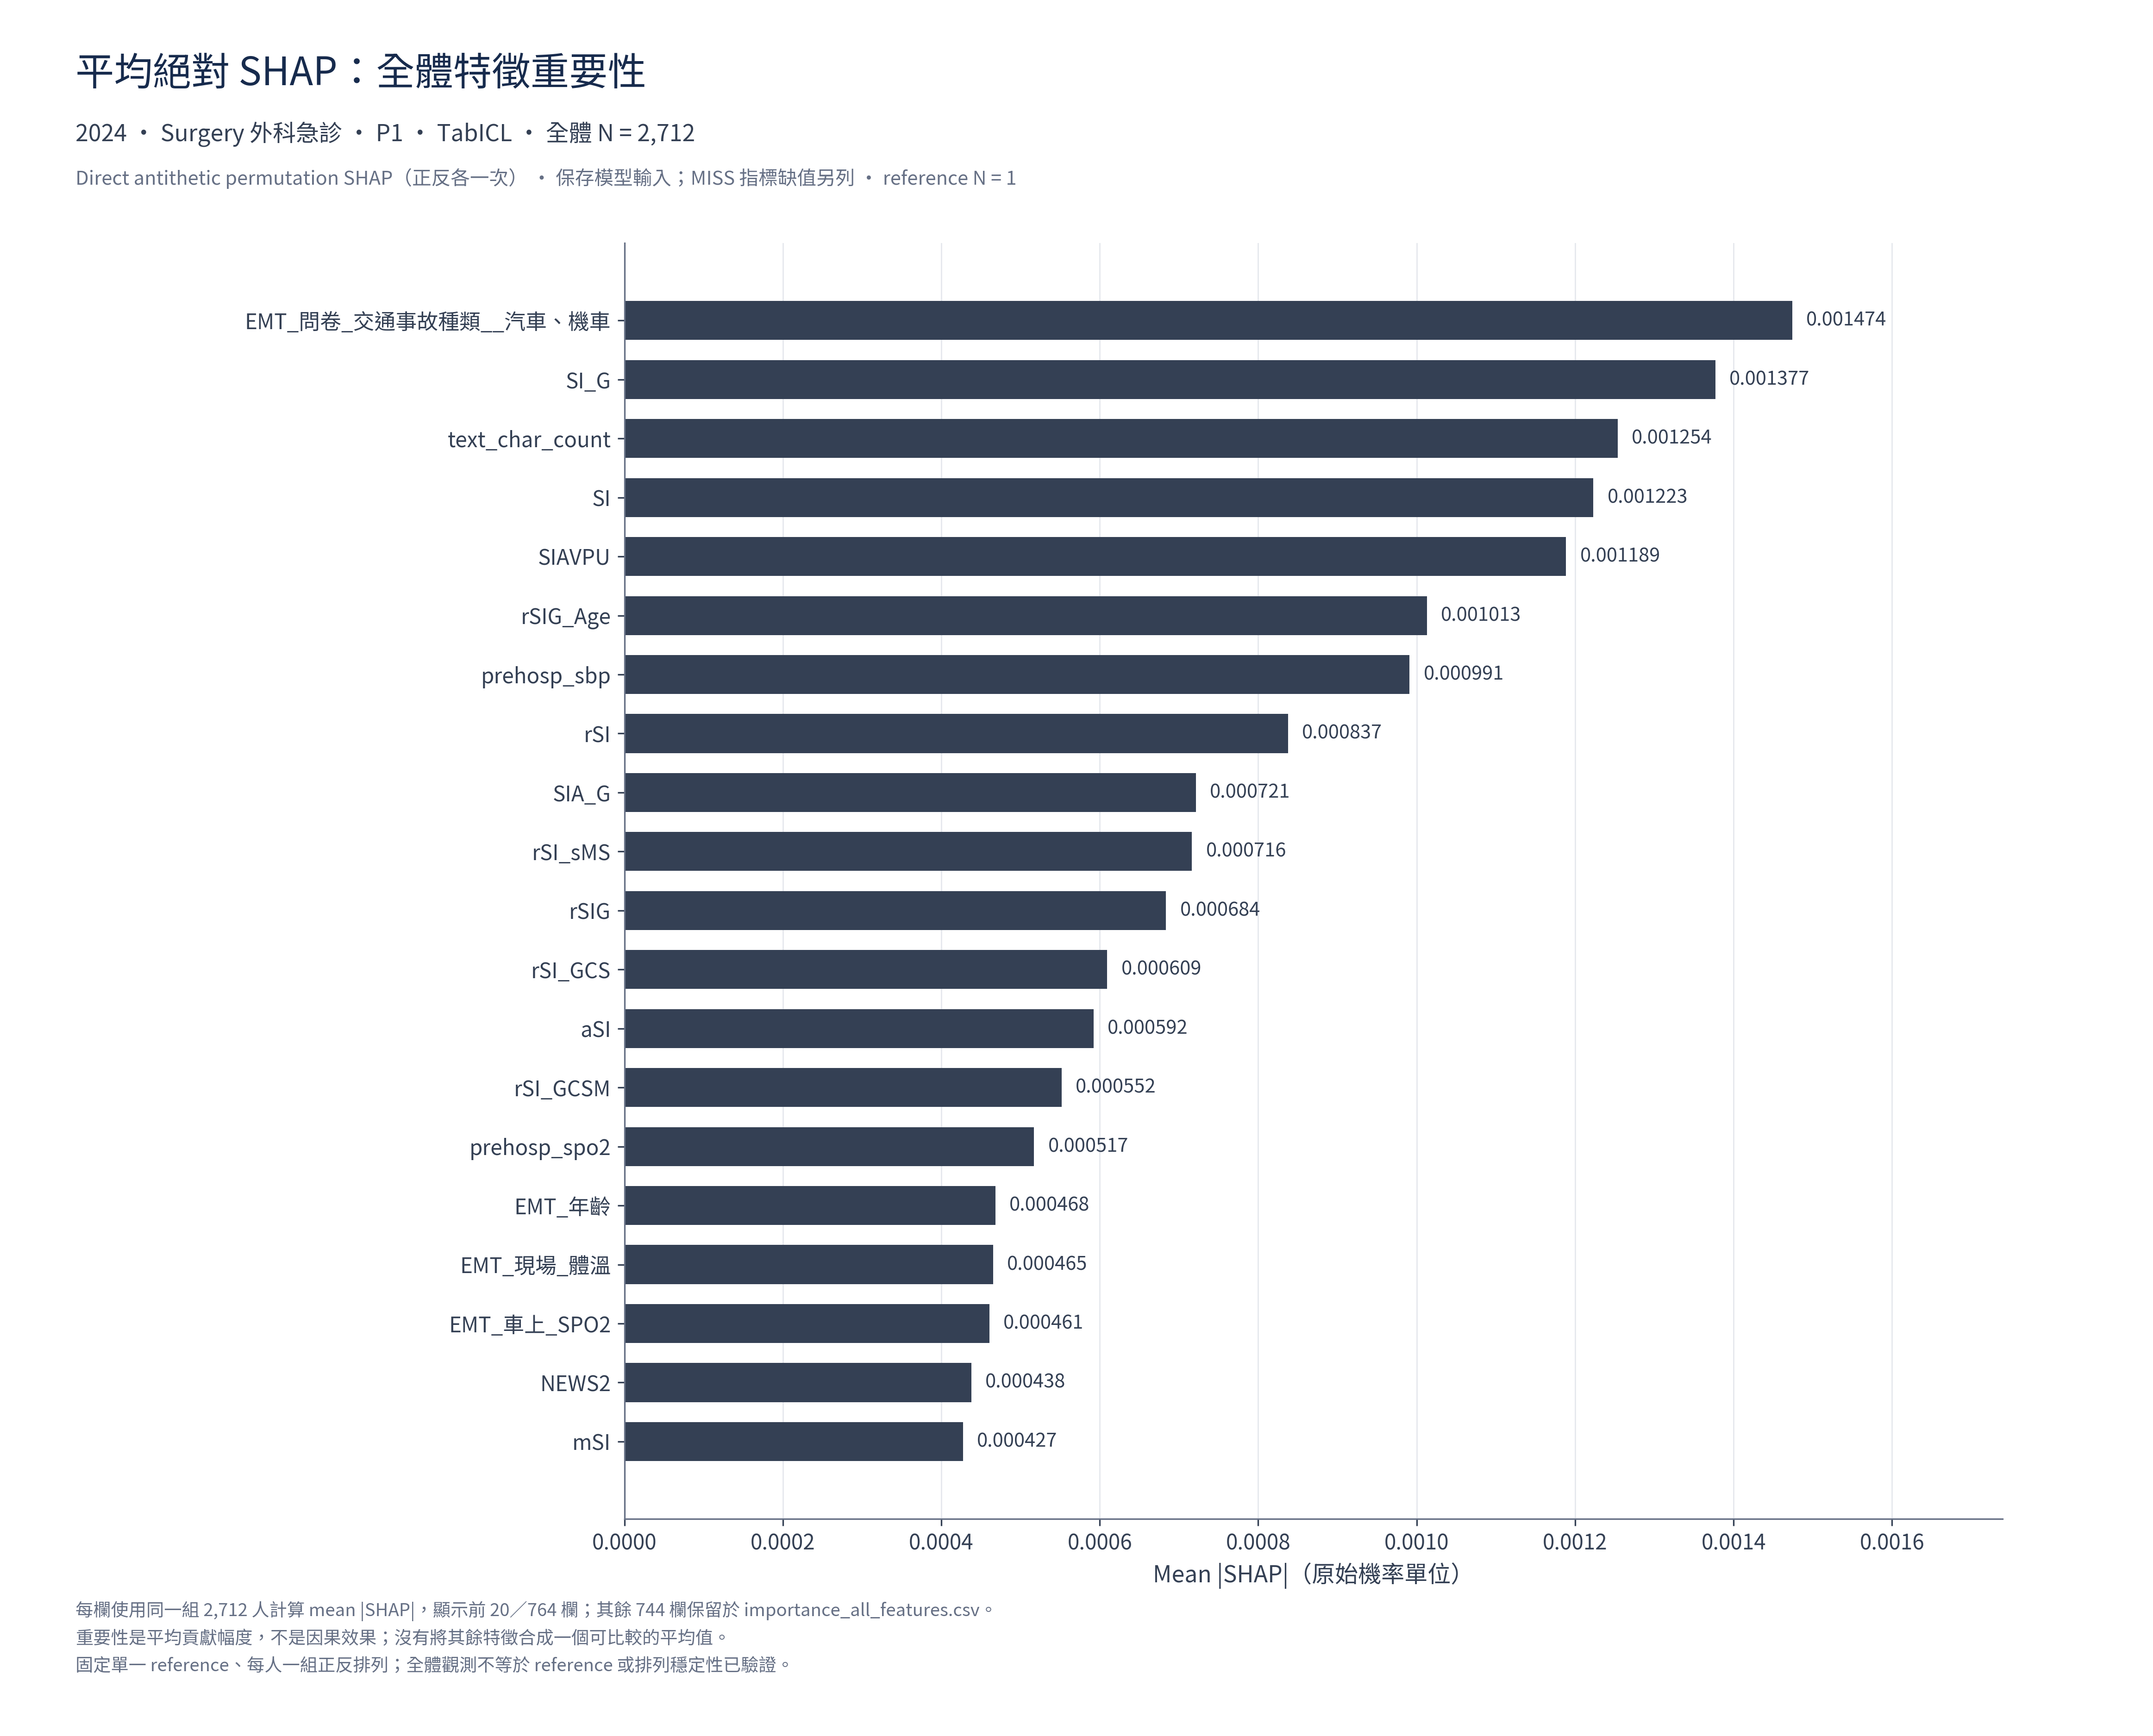 平均絕對 SHAP：全體特徵重要性
2024 • Surgery 外科急診 • P1 • TabICL • 全體 N = 2,712
Direct antithetic permutation SHAP（正反各一次） • 保存模型輸入；MISS 指標缺值另列 • reference N = 1
EMT_問卷_交通事故種類__汽車、機車 0.001474
SI_G 0.001377
text_char_count 0.001254
SI 0.001223
SIAVPU 0.001189
rSIG_Age 0.001013
prehosp_sbp 0.000991
rSI 0.000837
SIA_G 0.000721
rSI_sMS 0.000716
rSIG 0.000684
rSI_GCS 0.000609
aSI 0.000592
rSI_GCSM 0.000552
prehosp_spo2 0.000517
EMT_年齡 0.000468
EMT_現場_體溫 0.000465
EMT_車上_SPO2 0.000461
NEWS2 0.000438
mSI 0.000427
0.0000 0.0002 0.0004 0.0006 0.0008 0.0010 0.0012 0.0014 0.0016
Mean |SHAP|（原始機率單位）
每欄使用同一組 2,712 人計算 mean |SHAP|，顯示前 20／764 欄；其餘 744 欄保留於 importance_all_features.csv。
重要性是平均貢獻幅度，不是因果效果；沒有將其餘特徵合成一個可比較的平均值。
固定單一 reference、每人一組正反排列；全體觀測不等於 reference 或排列穩定性已驗證。